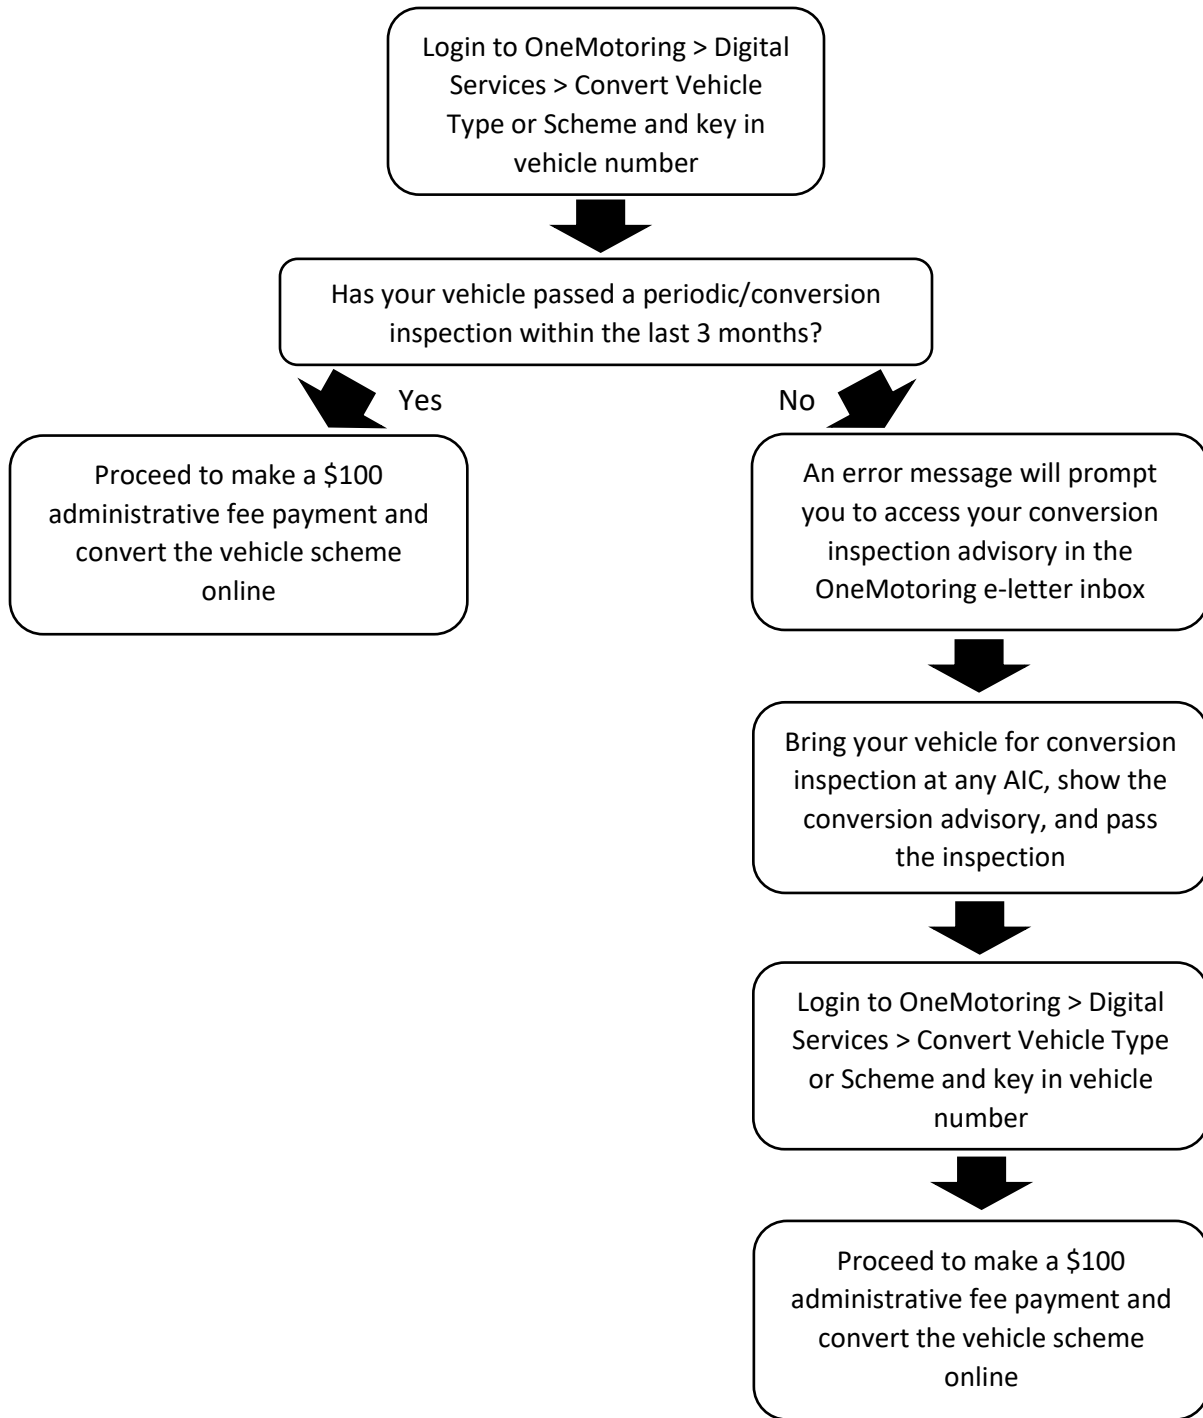 Login to OneMotoring > Digital
Services > Convert Vehicle
Type or Scheme and key in
vehicle number
Has your vehicle passed a periodic/conversion
inspection within the last 3 months?
Yes
No
Proceed to make a $100
administrative fee payment and
convert the vehicle scheme
online
An error message will prompt
you to access your conversion
inspection advisory in the
OneMotoring e-letter inbox
Bring your vehicle for conversion
inspection at any AIC, show the
conversion advisory, and pass
the inspection
Login to OneMotoring > Digital
Services > Convert Vehicle Type
or Scheme and key in vehicle
number
Proceed to make a $100
administrative fee payment and
convert the vehicle scheme
online